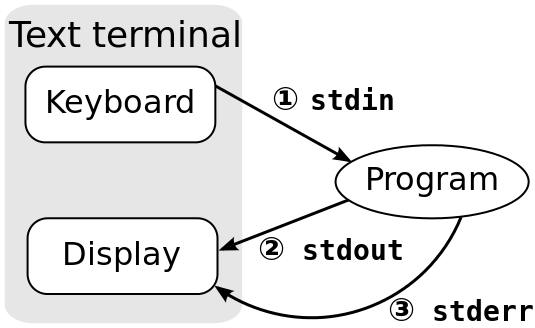 Text terminal
Keyboard
① stdin
Program
Display
② stdout
③ stderr